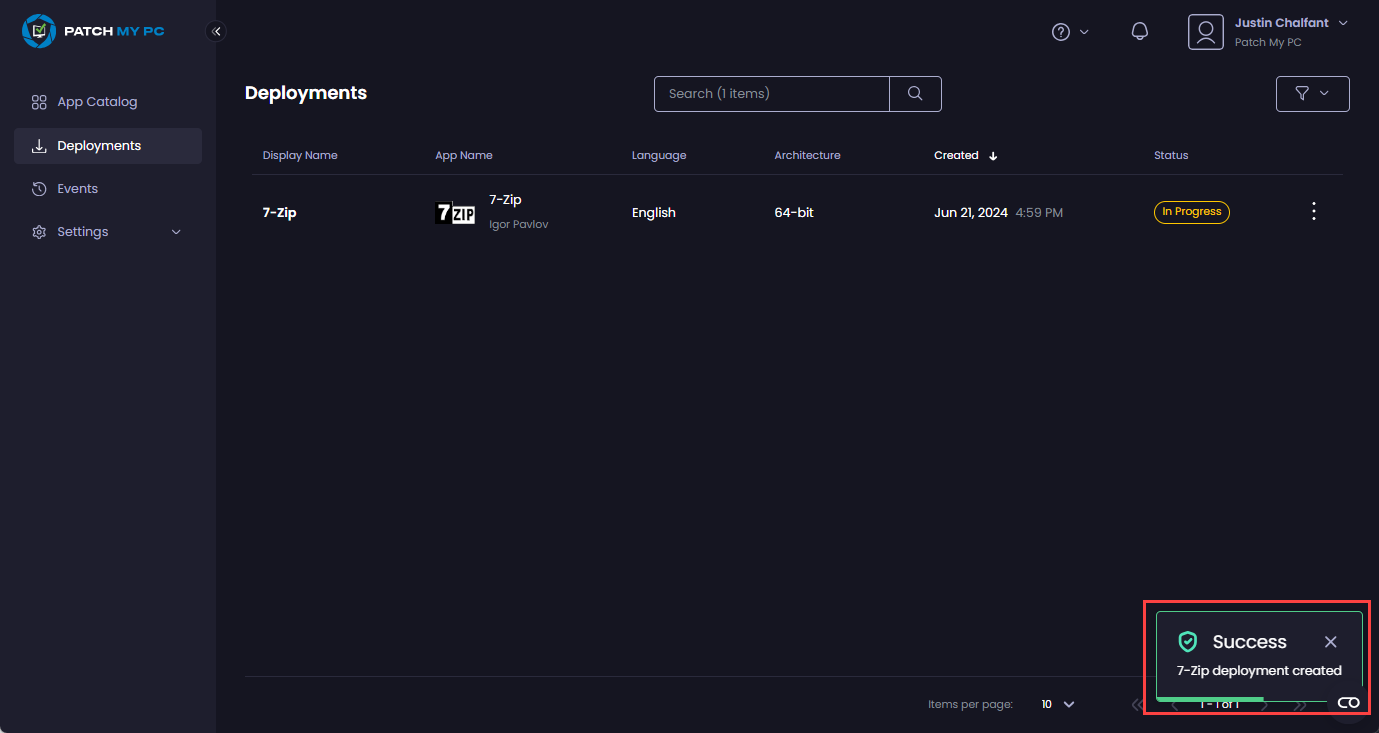 PATCH MY PC
Justin Chalfant
Patch My PC
App Catalog
Deployments
Events
Settings
Deployments
Search (1 items)
Display Name App Name Language Architecture Created Status
7-Zip 7ZIP 7-Zip English 64-bit Jun 21, 2024 4:59 PM In Progress
Igor Pavlov
Success
7-Zip deployment created
Items per page: 10 1 - 1 of 1